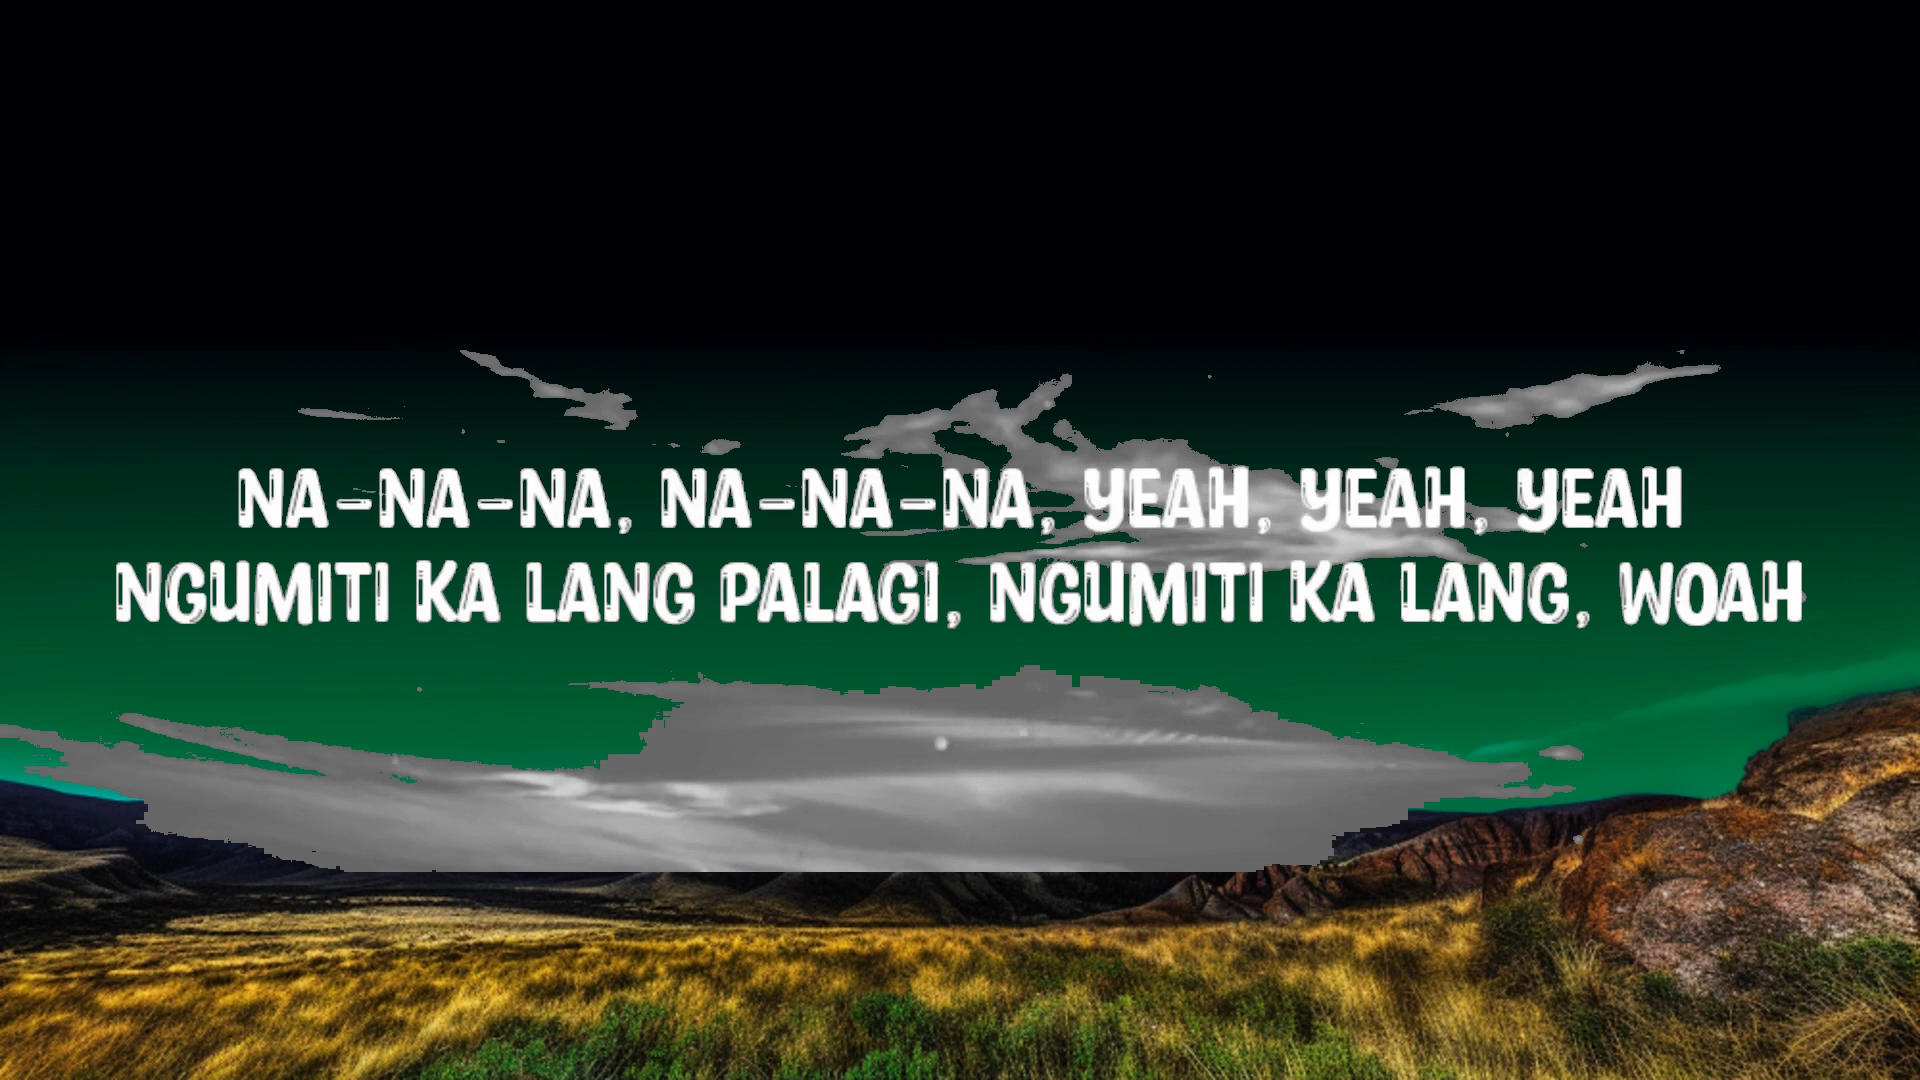 NA-NA-NA, NA-NA-NA, YEAH, YEAH, YEAH
NGUMITI KA LANG PALAGI, NGUMITI KA LANG, WOAH